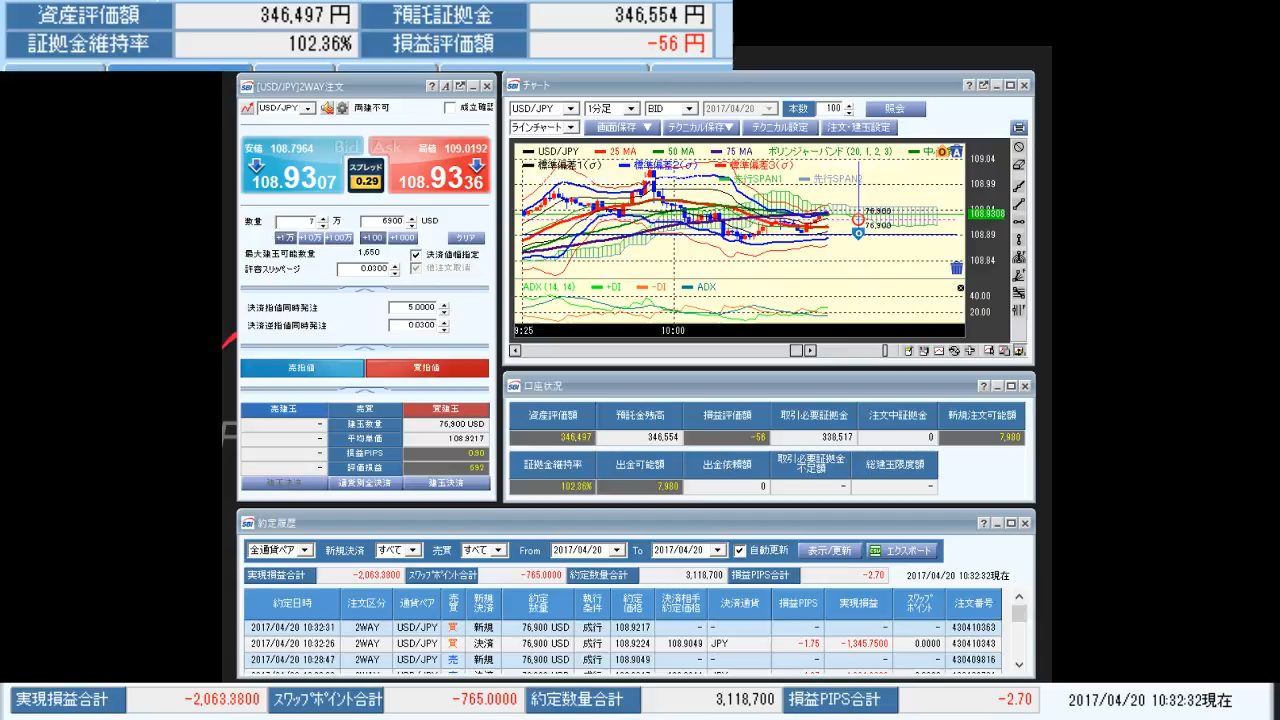 資産評価額 346,497 円 預託証拠金 346,554 円
証拠金維持率 102.36% 損益評価額 -56 円
SBI [USD/JPY]2WAY注文
USD/JPY 両建不可 成立確認
安値 108.7964 Bid Ask 高値 109.0192
108.9307 スプレッド 0.29 108.9336
数量 7 万 6900 USD
+1万 +10万 +100万 +100 +1000 クリア
最大建玉可能数量 1,650 決済値幅指定
許容スリッページ 0.0300 他注文取消
決済指値同時発注 5.0000
決済逆指値同時発注 0.0300
売指値 買指値
売建玉 売買 買建玉
- 建玉数量 76,900 USD
- 平均単価 108.9217
- 損益PIPS 0.90
- 評価損益 692
建玉決済 通貨別全決済 建玉決済
SBI チャート
USD/JPY 1分足 BID 2017/04/20 本数 100 照会
ラインチャート 画面保存 ▼ テクニカル保存▼ テクニカル設定 注文・建玉設定
USD/JPY 25 MA 50 MA 75 MA ボリンジャーバンド (20, 1, 2, 3)
標準偏差1(σ) 標準偏差2(σ) 標準偏差3(σ)
先行SPAN1 先行SPAN2
109.04
108.99
108.9308
108.89
108.84
76,900
76,900
ADX (14, 14) +DI -DI ADX
40.00
20.00
9:25 10:00
SBI 口座状況
資産評価額 預託金残高 損益評価額 取引必要証拠金 注文中証拠金 新規注文可能額
346,497 346,554 -56 338,517 0 7,980
証拠金維持率 出金可能額 出金依頼額 取引必要証拠金不足額 総建玉限度額
102.36% 7,980 0 - -
SBI 約定履歴
全通貨ペア 新規決済 すべて 売買 すべて From 2017/04/20 To 2017/04/20 自動更新 表示/更新 CSV エクスポート
実現損益合計 -2,063.3800 スワップポイント合計 -765.0000 約定数量合計 3,118,700 損益PIPS合計 -2.70 2017/04/20 10:32:32現在
約定日時 注文区分 通貨ペア 売買 新規決済 約定数量 執行条件 約定価格 決済相手約定価格 決済通貨 損益PIPS 実現損益 スワップポイント 注文番号
2017/04/20 10:32:31 2WAY USD/JPY 買 新規 76,900 USD 成行 108.9217 - - - - - 430410363
2017/04/20 10:32:26 2WAY USD/JPY 買 決済 76,900 USD 成行 108.9224 108.9049 JPY -1.75 -1,345.7500 0.0000 430410343
2017/04/20 10:28:47 2WAY USD/JPY 売 新規 76,900 USD 成行 108.9049 - - - - - 430409816
実現損益合計 -2,063.3800 スワップポイント合計 -765.0000 約定数量合計 3,118,700 損益PIPS合計 -2.70 2017/04/20 10:32:32現在